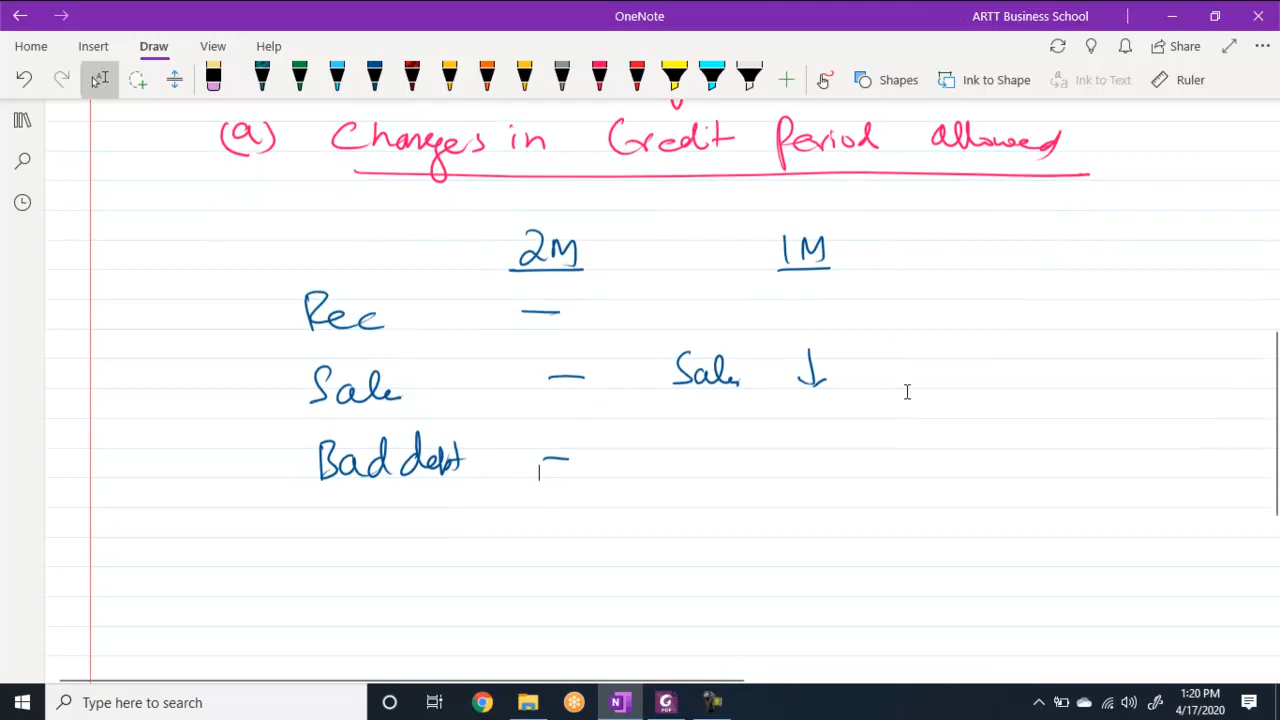 OneNote
ARTT Business School
Home Insert Draw View Help
Share
Shapes
Ink to Shape
Ink to Text
Ruler
(a) Changes in Credit Period allowed
2M 1M
Rec —
Sale — Sale ↓
Bad debt —
Type here to search
1:20 PM
4/17/2020